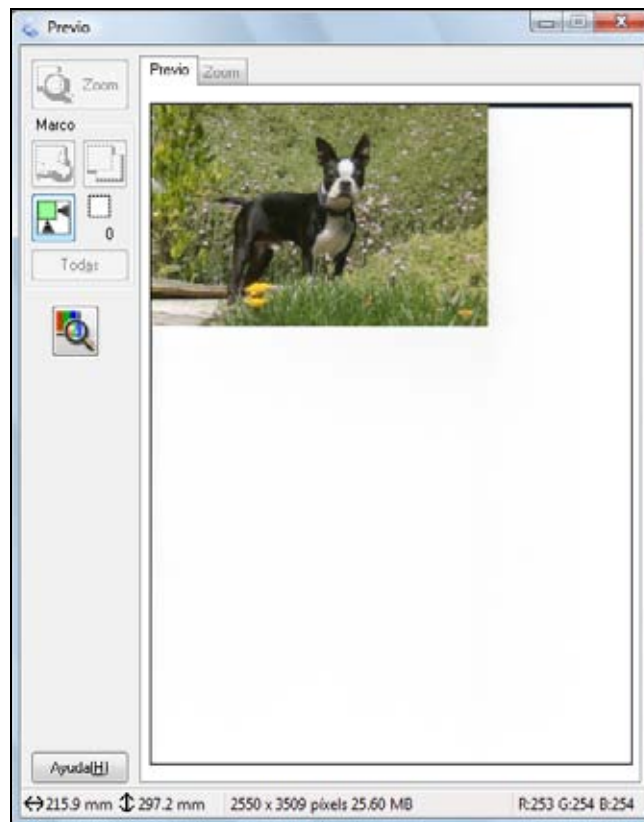 Previo
Zoom
Previo Zoom
Marco
0
Todas
Ayuda(H)
215.9 mm 297.2 mm 2550 x 3509 pixels 25.60 MB R:253 G:254 B:254